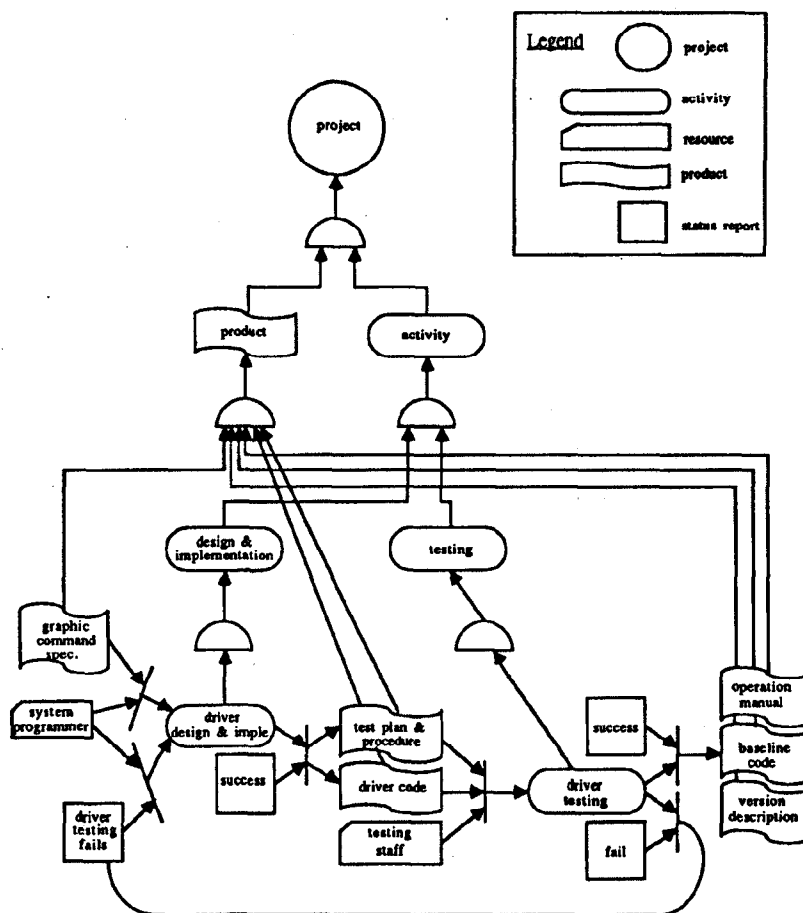 Legend
project
activity
resource
product
status report
project
product
activity
design &
implementation
testing
graphic
command
spec.
system
programmer
driver
design & imple
test plan &
procedure
success
driver code
driver
testing
fails
testing
staff
driver
testing
success
fail
operation
manual
baseline
code
version
description